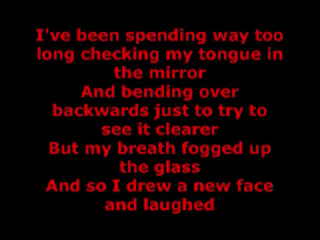 I've been spending way too
long checking my tongue in
the mirror
And bending over
backwards just to try to
see it clearer
But my breath fogged up
the glass
And so I drew a new face
and laughed